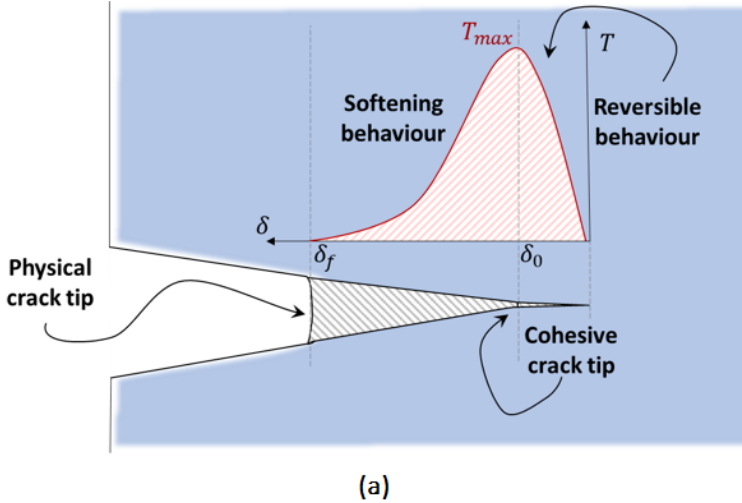 T_max
T
Softening
behaviour
Reversible
behaviour
δ
δ_f
δ_0
Physical
crack tip
Cohesive
crack tip
(a)